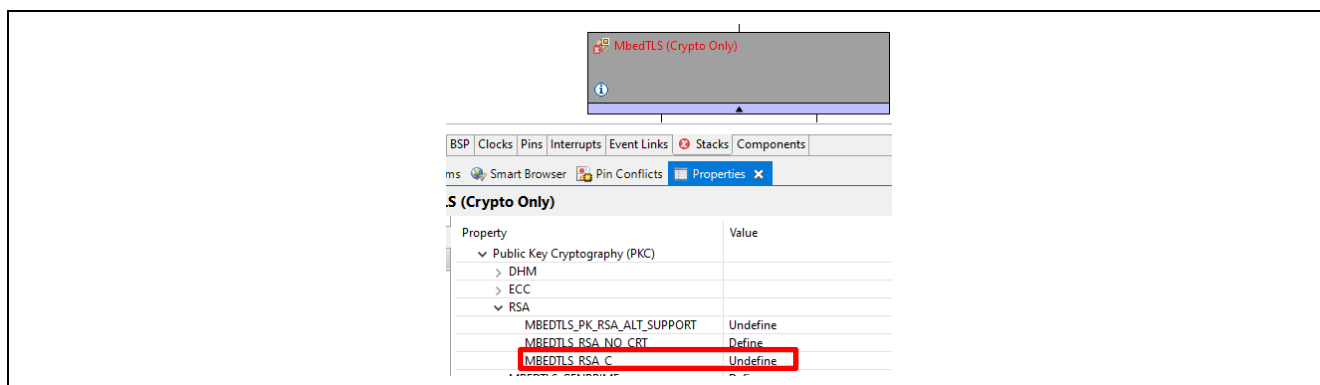 MbedTLS (Crypto Only)
BSP Clocks Pins Interrupts Event Links Stacks Components
ms Smart Browser Pin Conflicts Properties
.S (Crypto Only)
Property Value
Public Key Cryptography (PKC)
DHM
ECC
RSA
MBEDTLS_PK_RSA_ALT_SUPPORT Undefine
MBEDTLS_RSA_NO_CRT Define
MBEDTLS_RSA_C Undefine